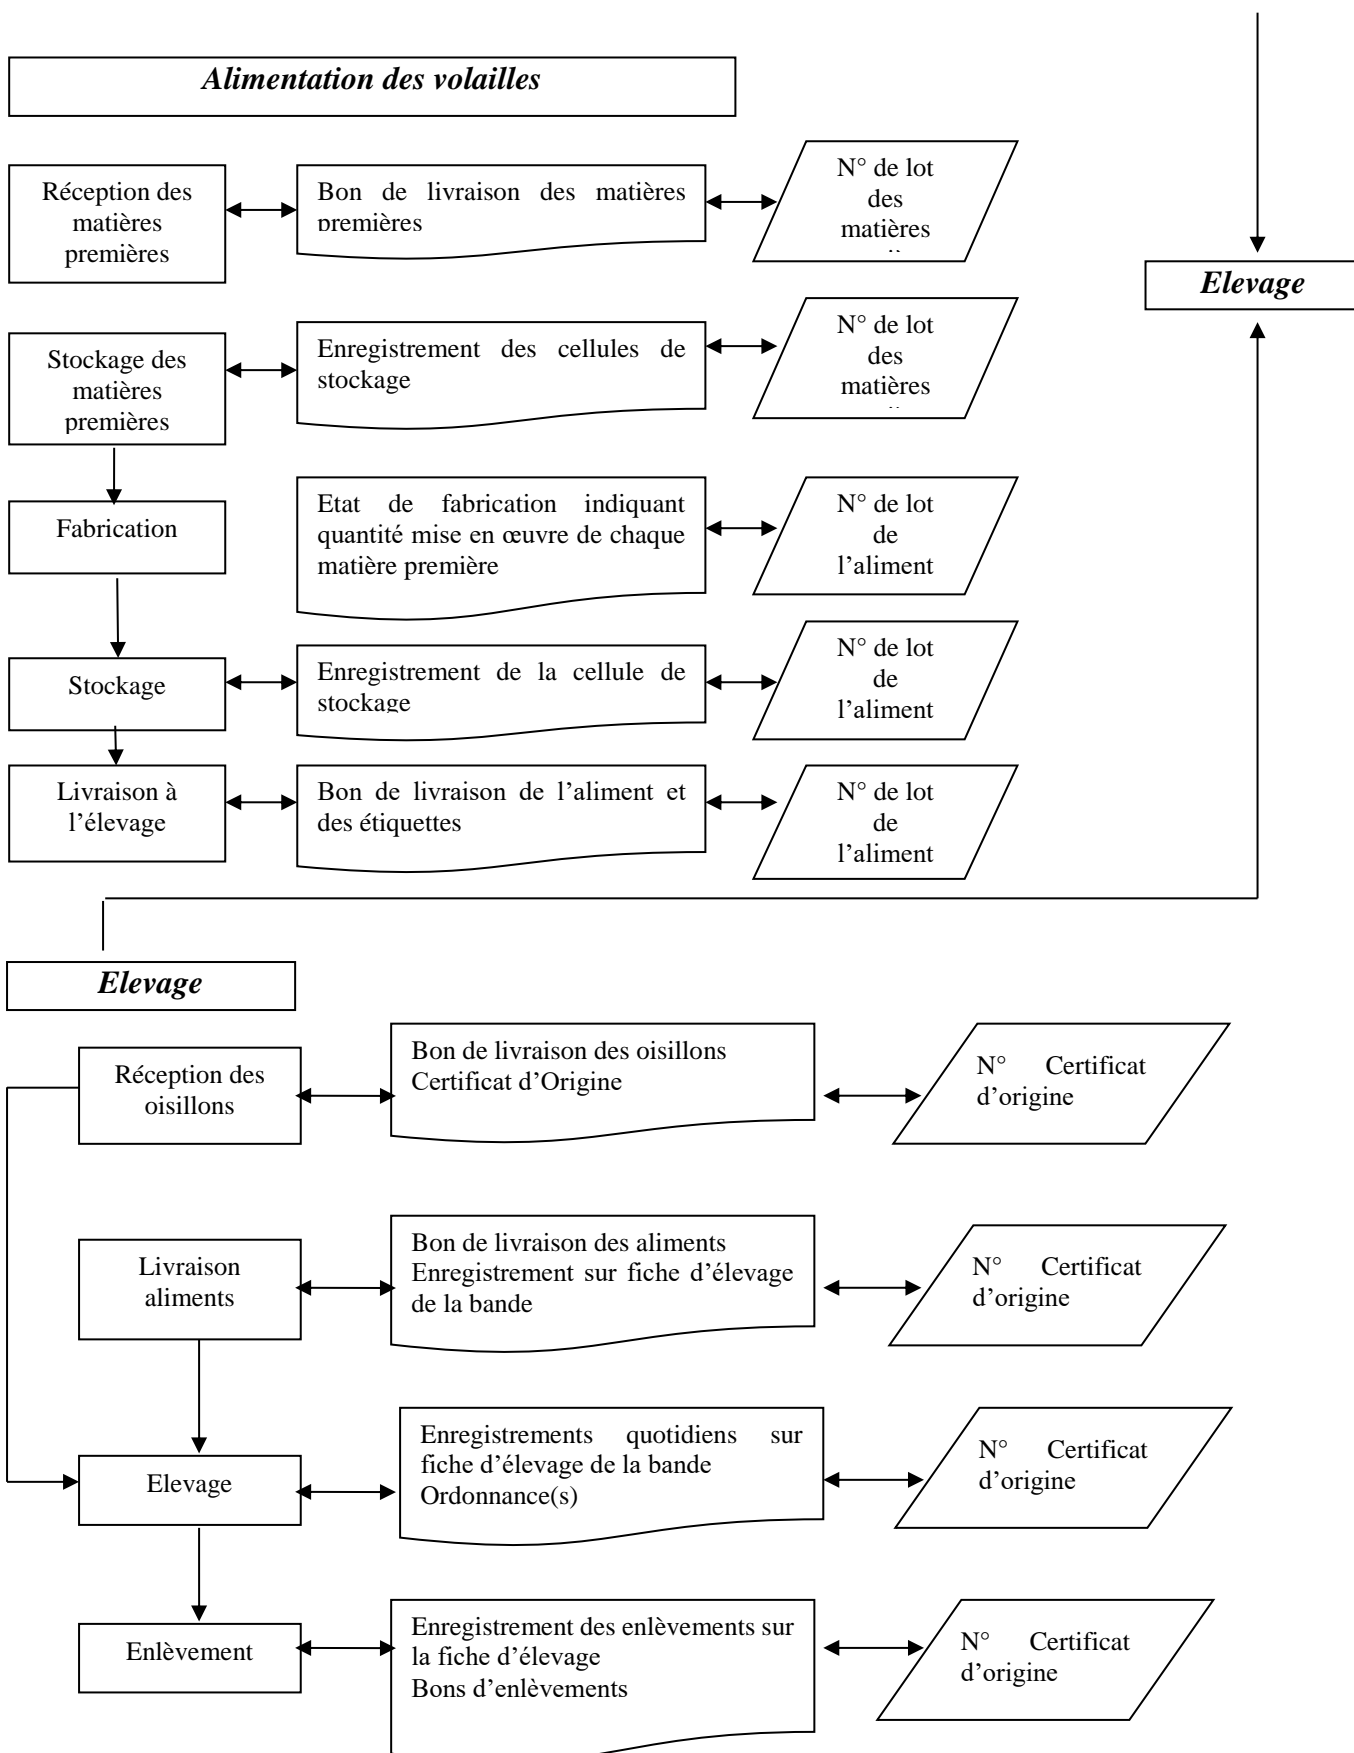 Alimentation des volailles
Réception des
matières
premières
Bon de livraison des matières
premières
N° de lot
des
matières
Elevage
Stockage des
matières
premières
Enregistrement des cellules de
stockage
N° de lot
des
matières
Fabrication
Etat de fabrication indiquant
quantité mise en œuvre de chaque
matière première
N° de lot
de
l’aliment
Stockage
Enregistrement de la cellule de
stockage
N° de lot
de
l’aliment
Livraison à
l’élevage
Bon de livraison de l’aliment et
des étiquettes
N° de lot
de
l’aliment
Elevage
Réception des
oisillons
Bon de livraison des oisillons
Certificat d’Origine
N° Certificat
d’origine
Livraison
aliments
Bon de livraison des aliments
Enregistrement sur fiche d’élevage
de la bande
N° Certificat
d’origine
Elevage
Enregistrements quotidiens sur
fiche d’élevage de la bande
Ordonnance(s)
N° Certificat
d’origine
Enlèvement
Enregistrement des enlèvements sur
la fiche d’élevage
Bons d’enlèvements
N° Certificat
d’origine